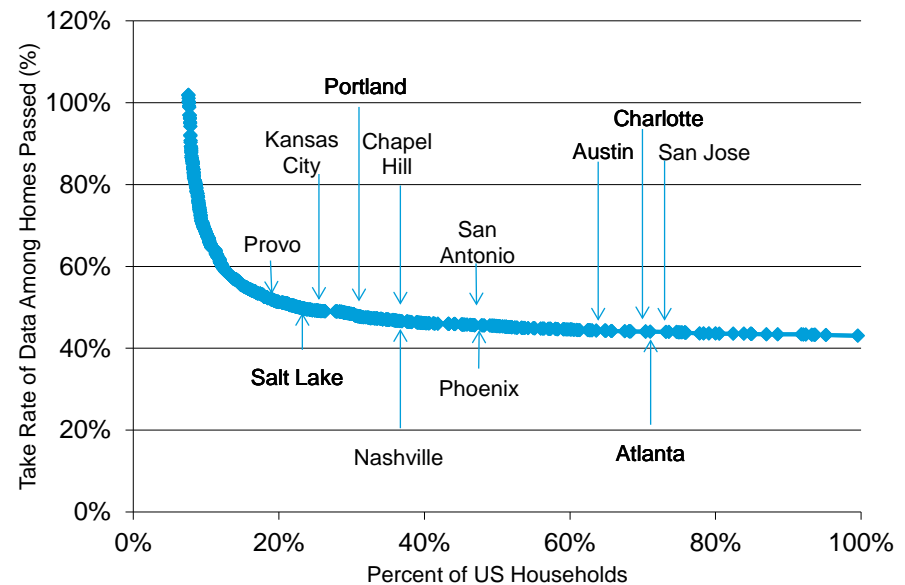 120%
100%
80%
60%
40%
20%
0%
Take Rate of Data Among Homes Passed (%)
Portland
Kansas
City
Chapel
Hill
Charlotte
Austin
San Jose
Provo
San
Antonio
Salt Lake
Phoenix
Nashville
Atlanta
0%
20%
40%
60%
80%
100%
Percent of US Households